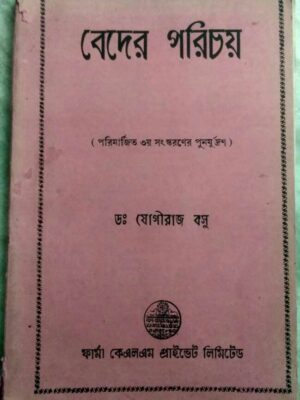 বেদের পরিচয়
( পরিমার্জিত ৩য় সংস্করণের পুনর্মুদ্রণ )
ডঃ যোগীরাজ বসু
ফার্মা কেএলএম প্রাইভেট লিমিটেড